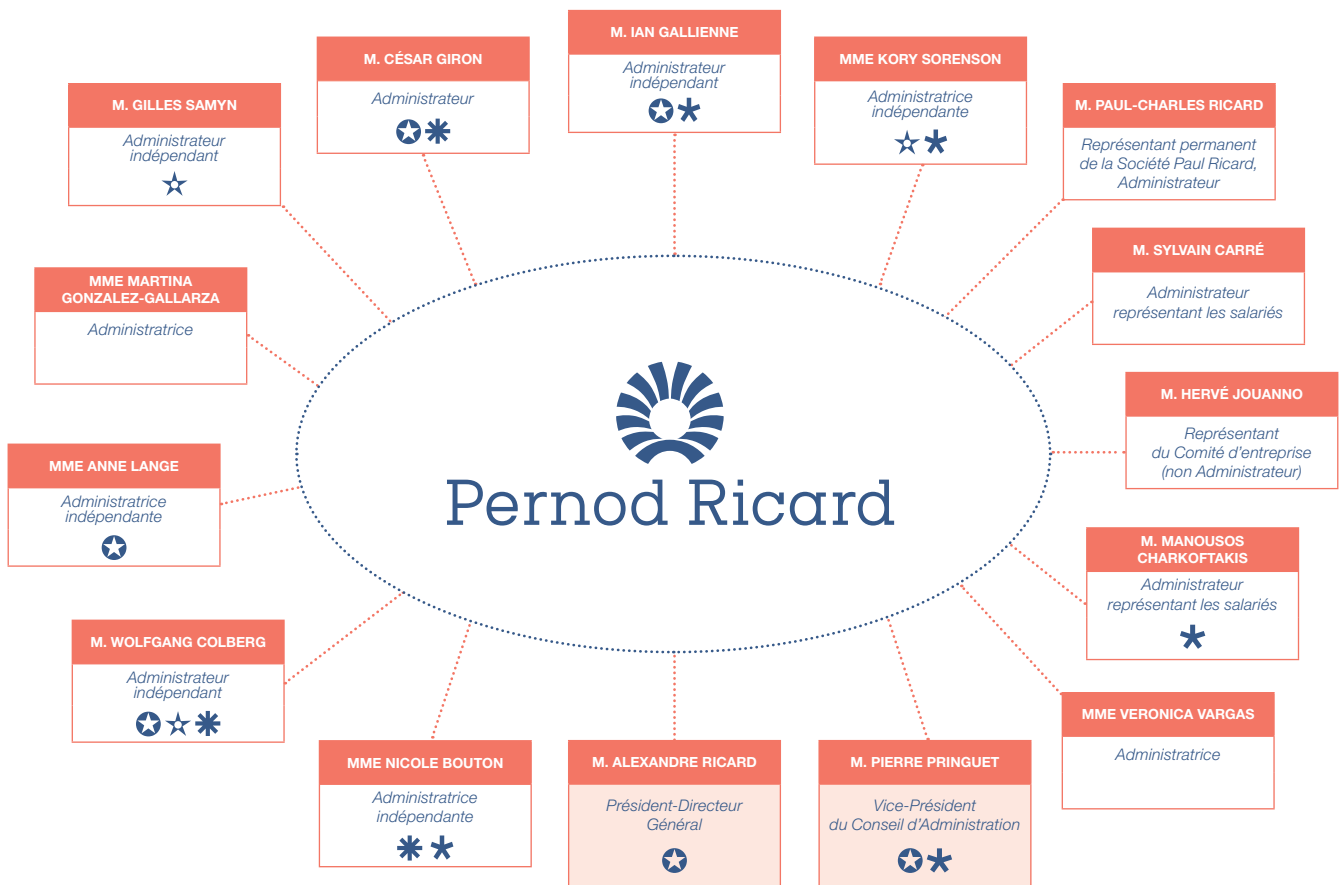 M. IAN GALLIENNE
Administrateur
indépendant
M. CÉSAR GIRON
Administrateur
MME KORY SORENSON
Administratrice
indépendante
M. GILLES SAMYN
Administrateur
indépendant
M. PAUL-CHARLES RICARD
Représentant permanent
de la Société Paul Ricard,
Administrateur
M. SYLVAIN CARRÉ
Administrateur
représentant les salariés
MME MARTINA
GONZALEZ-GALLARZA
Administratrice
M. HERVÉ JOUANNO
Représentant
du Comité d'entreprise
(non Administrateur)
MME ANNE LANGE
Administratrice
indépendante
Pernod Ricard
M. MANOUSOS
CHARKOFTAKIS
Administrateur
représentant les salariés
M. WOLFGANG COLBERG
Administrateur
indépendant
MME VERONICA VARGAS
Administratrice
MME NICOLE BOUTON
Administratrice
indépendante
M. ALEXANDRE RICARD
Président-Directeur
Général
M. PIERRE PRINGUET
Vice-Président
du Conseil d'Administration